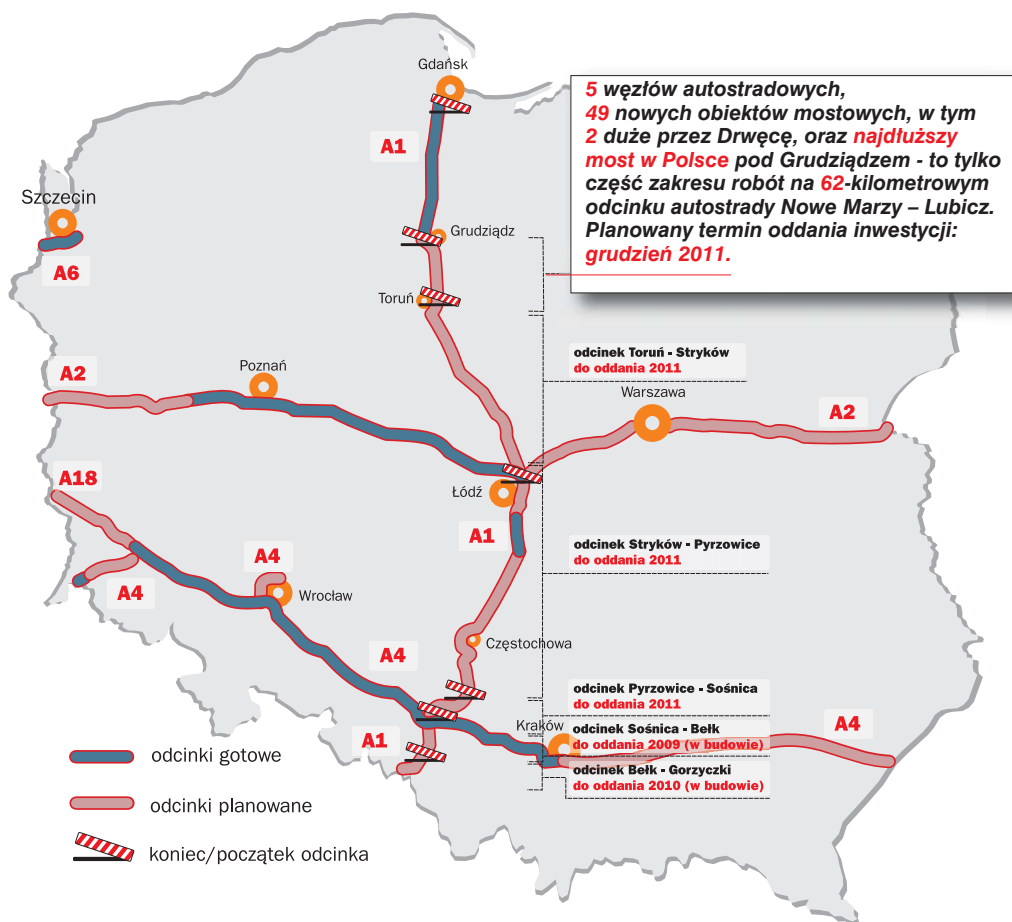 Gdańsk
5 węzłów autostradowych,
49 nowych obiektów mostowych, w tym
2 duże przez Drwęcę, oraz najdłuższy
most w Polsce pod Grudziądzem - to tylko
część zakresu robót na 62-kilometrowym
odcinku autostrady Nowe Marzy – Lubicz.
Planowany termin oddania inwestycji:
grudzień 2011.
A1
Szczecin
Grudziądz
A6
Toruń
odcinek Toruń - Stryków
do oddania 2011
Poznań
A2
Warszawa
A2
A18
Łódź
A1
odcinek Stryków - Pyrzowice
do oddania 2011
A4
A4
Wrocław
Częstochowa
A4
odcinek Pyrzowice - Sośnica
do oddania 2011
Kraków
odcinek Sośnica - Bełk
do oddania 2009 (w budowie)
A4
A1
odcinek Bełk - Gorzyczki
do oddania 2010 (w budowie)
odcinki gotowe
odcinki planowane
koniec/początek odcinka